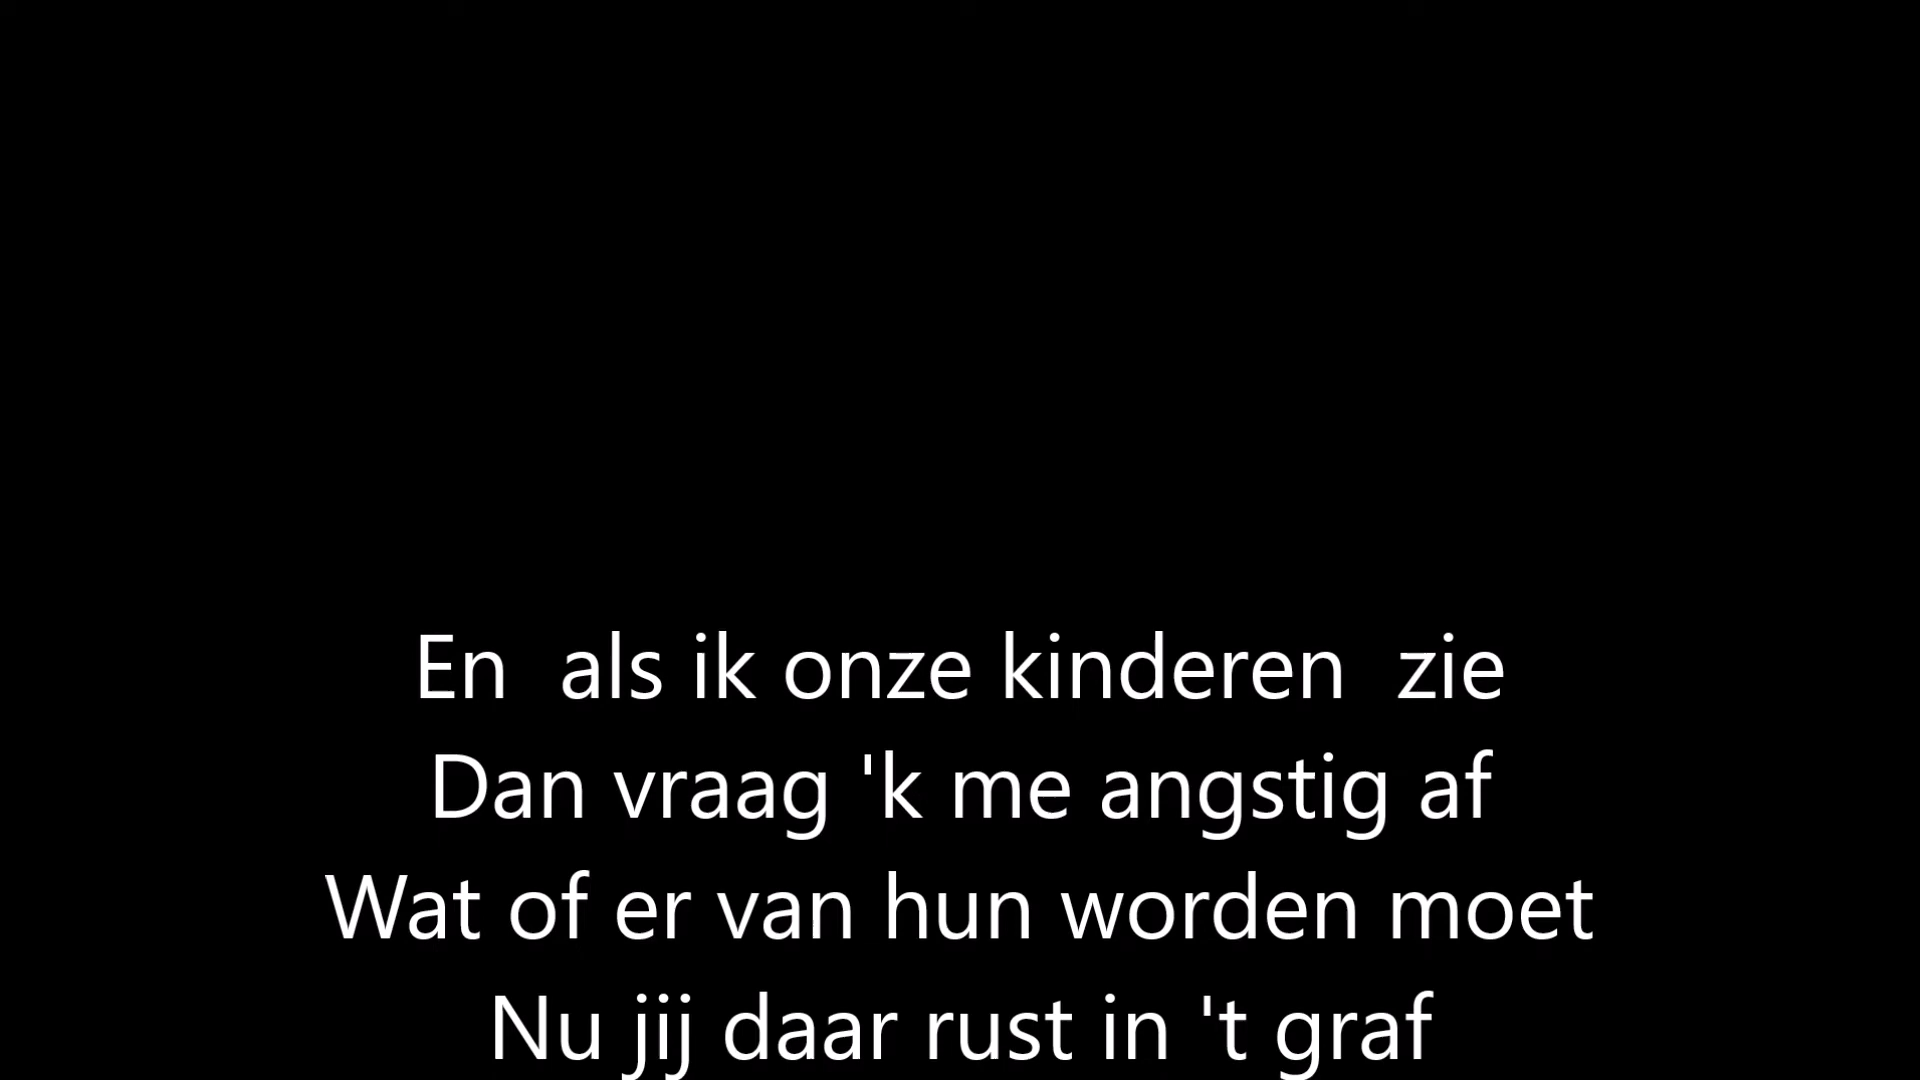 En  als ik onze kinderen  zie
Dan vraag 'k me angstig af
Wat of er van hun worden moet
Nu jij daar rust in 't graf